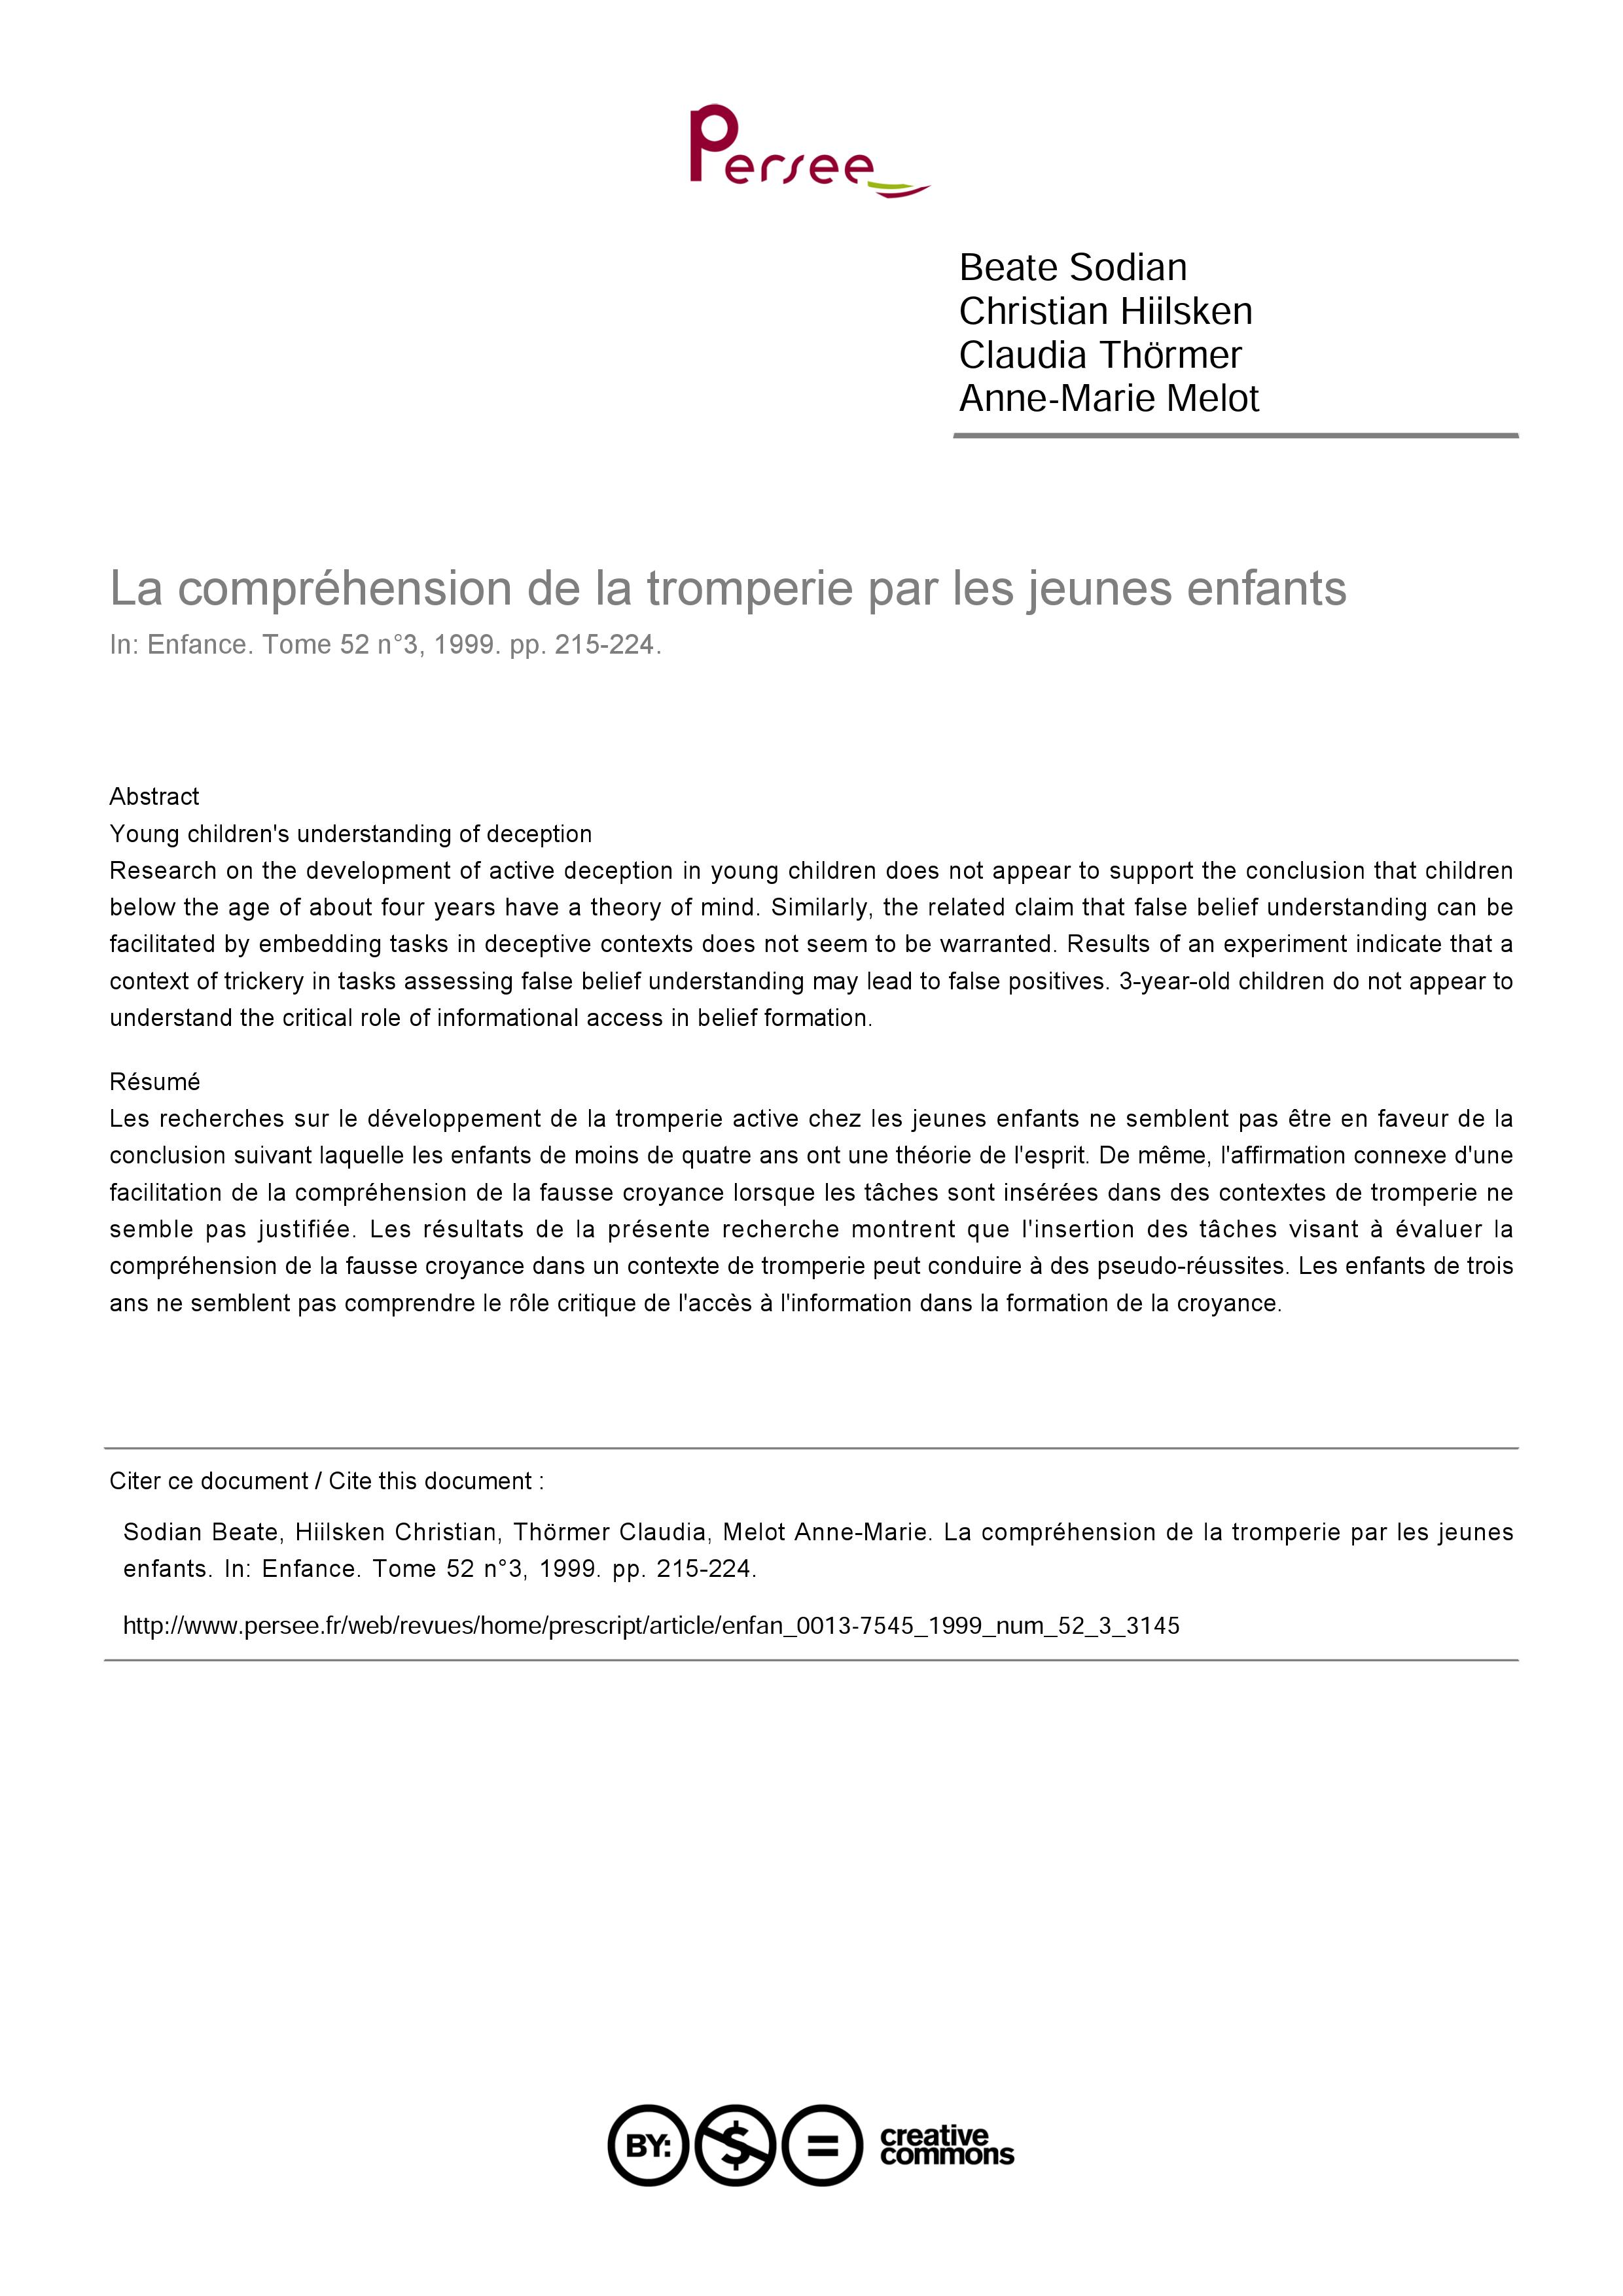 Persee
Beate Sodian
Christian Hiilsken
Claudia Thörmer
Anne-Marie Melot
La compréhension de la tromperie par les jeunes enfants
In: Enfance. Tome 52 n°3, 1999. pp. 215-224.
Abstract
Young children's understanding of deception
Research on the development of active deception in young children does not appear to support the conclusion that children
below the age of about four years have a theory of mind. Similarly, the related claim that false belief understanding can be
facilitated by embedding tasks in deceptive contexts does not seem to be warranted. Results of an experiment indicate that a
context of trickery in tasks assessing false belief understanding may lead to false positives. 3-year-old children do not appear to
understand the critical role of informational access in belief formation.
Résumé
Les recherches sur le développement de la tromperie active chez les jeunes enfants ne semblent pas être en faveur de la
conclusion suivant laquelle les enfants de moins de quatre ans ont une théorie de l'esprit. De même, l'affirmation connexe d'une
facilitation de la compréhension de la fausse croyance lorsque les tâches sont insérées dans des contextes de tromperie ne
semble pas justifiée. Les résultats de la présente recherche montrent que l'insertion des tâches visant à évaluer la
compréhension de la fausse croyance dans un contexte de tromperie peut conduire à des pseudo-réussites. Les enfants de trois
ans ne semblent pas comprendre le rôle critique de l'accès à l'information dans la formation de la croyance.
Citer ce document / Cite this document :
Sodian Beate, Hiilsken Christian, Thörmer Claudia, Melot Anne-Marie. La compréhension de la tromperie par les jeunes
enfants. In: Enfance. Tome 52 n°3, 1999. pp. 215-224.
http://www.persee.fr/web/revues/home/prescript/article/enfan_0013-7545_1999_num_52_3_3145
BY: $ = creative
commons